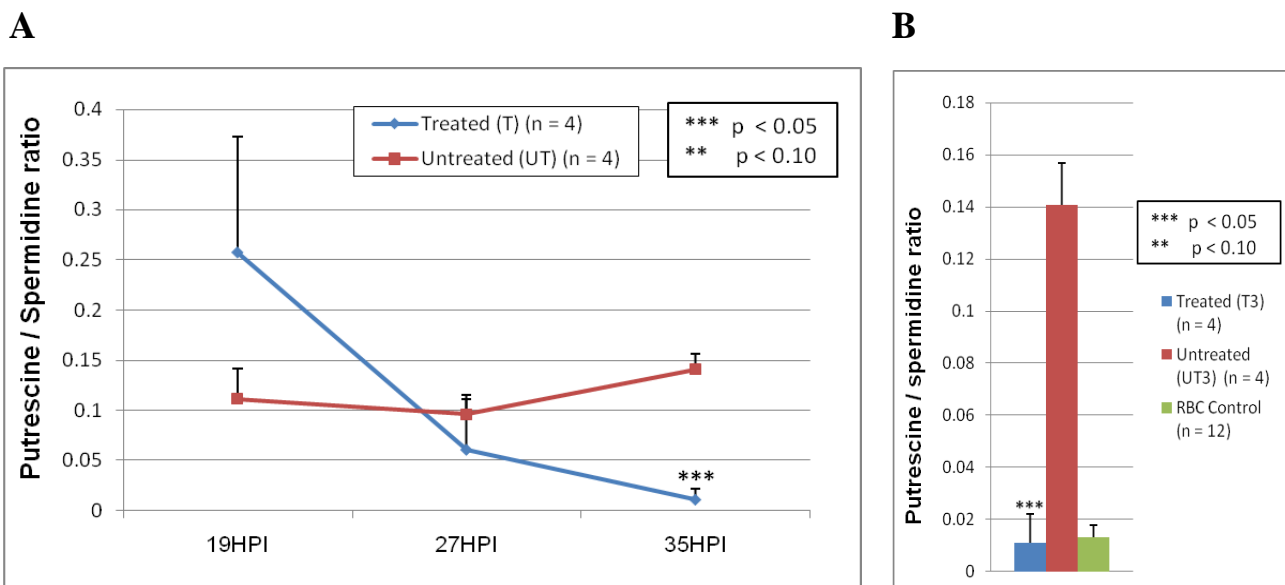 A
Putrescine / Spermidine ratio
0.4
0.35
0.3
0.25
0.2
0.15
0.1
0.05
0
Treated (T) (n = 4)
Untreated (UT) (n = 4)
*** p < 0.05
** p < 0.10
***
19HPI
27HPI
35HPI
B
Putrescine / spermidine ratio
0.18
0.16
0.14
0.12
0.1
0.08
0.06
0.04
0.02
0
***
*** p < 0.05
** p < 0.10
Treated (T3)
(n = 4)
Untreated
(UT3) (n = 4)
RBC Control
(n = 12)